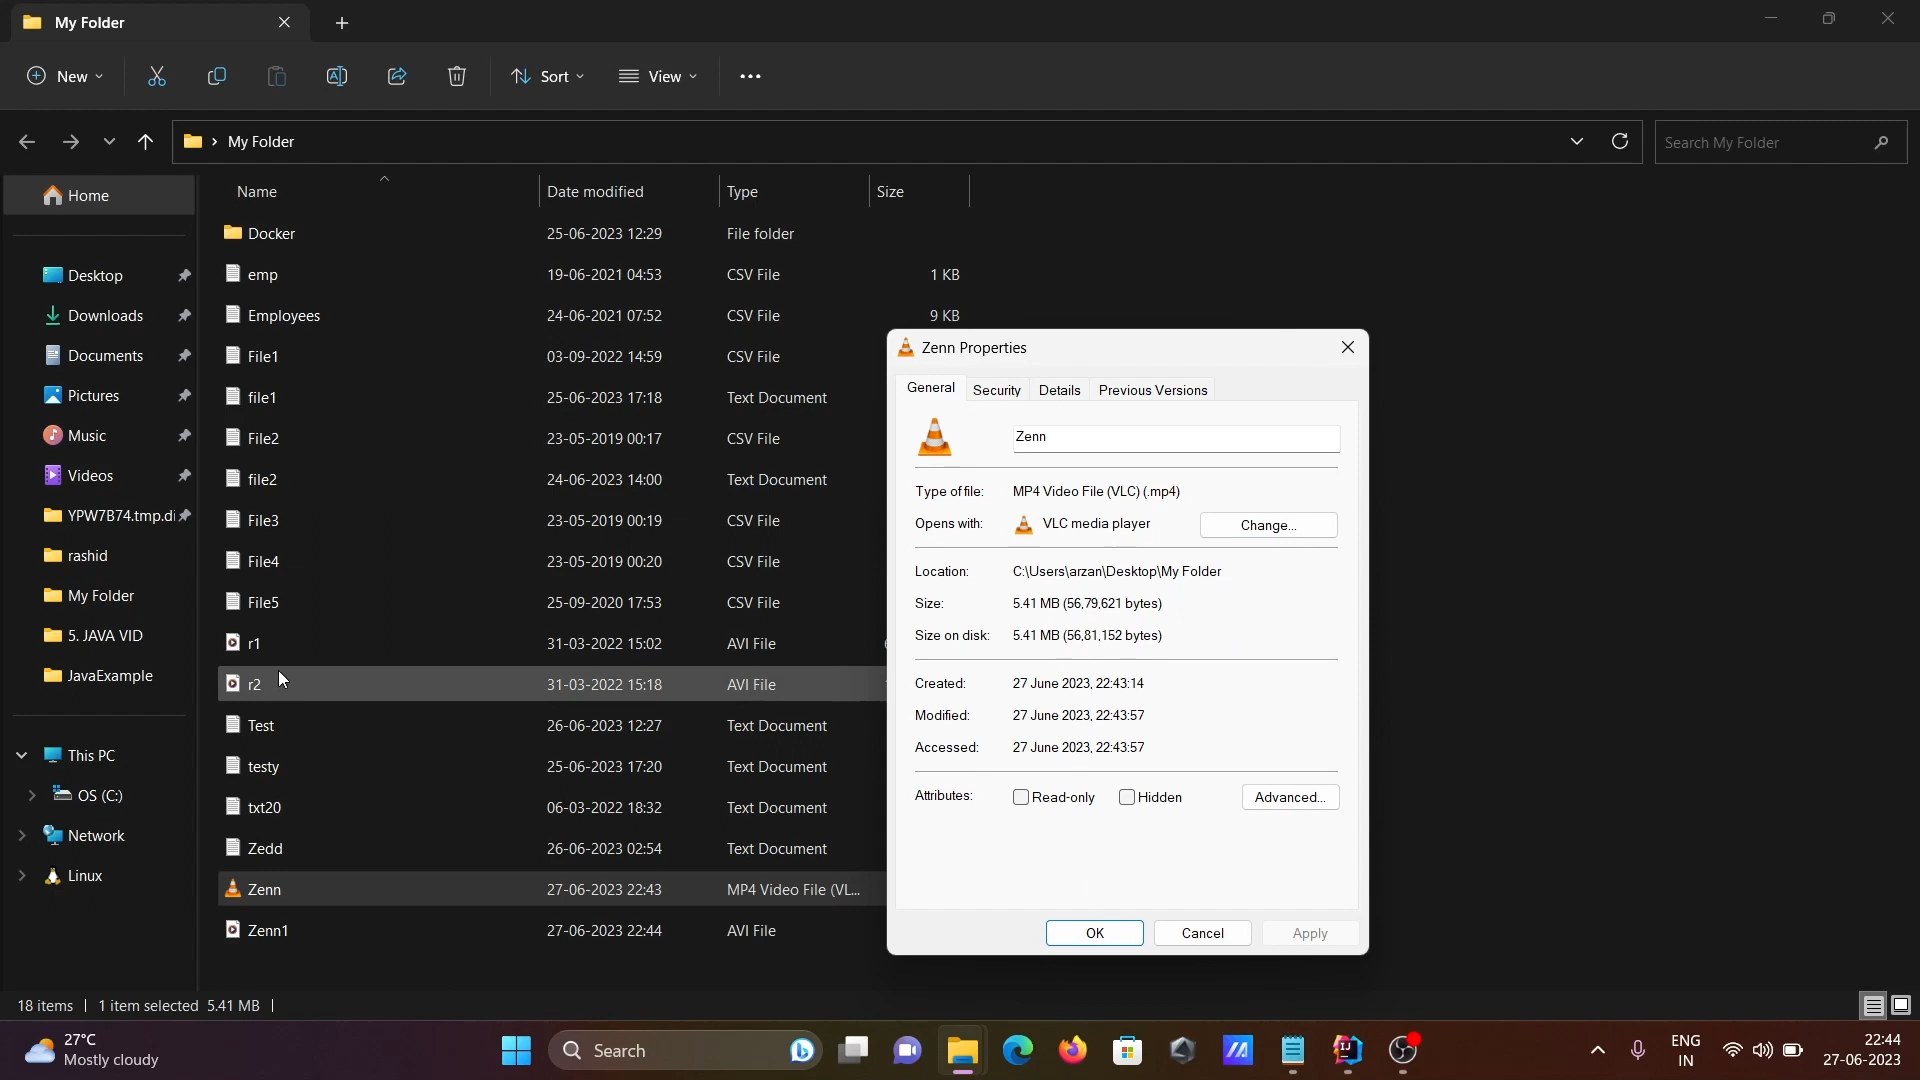 My Folder
New
Sort
View
My Folder
Search My Folder
Home
Name
Date modified
Type
Size
Docker 25-06-2023 12:29 File folder
emp 19-06-2021 04:53 CSV File 1 KB
Employees 24-06-2021 07:52 CSV File 9 KB
File1 03-09-2022 14:59 CSV File
file1 25-06-2023 17:18 Text Document
File2 23-05-2019 00:17 CSV File
file2 24-06-2023 14:00 Text Document
File3 23-05-2019 00:19 CSV File
File4 23-05-2019 00:20 CSV File
File5 25-09-2020 17:53 CSV File
r1 31-03-2022 15:02 AVI File
r2 31-03-2022 15:18 AVI File
Test 26-06-2023 12:27 Text Document
testy 25-06-2023 17:20 Text Document
txt20 06-03-2022 18:32 Text Document
Zedd 26-06-2023 02:54 Text Document
Zenn 27-06-2023 22:43 MP4 Video File (VL...
Zenn1 27-06-2023 22:44 AVI File
Desktop
Downloads
Documents
Pictures
Music
Videos
YPW7B74.tmp.di
rashid
My Folder
5. JAVA VID
JavaExample
This PC
OS (C:)
Network
Linux
Zenn Properties
General Security Details Previous Versions
Zenn
Type of file: MP4 Video File (VLC) (.mp4)
Opens with: VLC media player Change...
Location: C:\Users\arzan\Desktop\My Folder
Size: 5.41 MB (56,79,621 bytes)
Size on disk: 5.41 MB (56,81,152 bytes)
Created: 27 June 2023, 22:43:14
Modified: 27 June 2023, 22:43:57
Accessed: 27 June 2023, 22:43:57
Attributes: Read-only Hidden Advanced...
OK Cancel Apply
18 items 1 item selected 5.41 MB
27°C
Mostly cloudy
Search
ENG
IN
22:44
27-06-2023